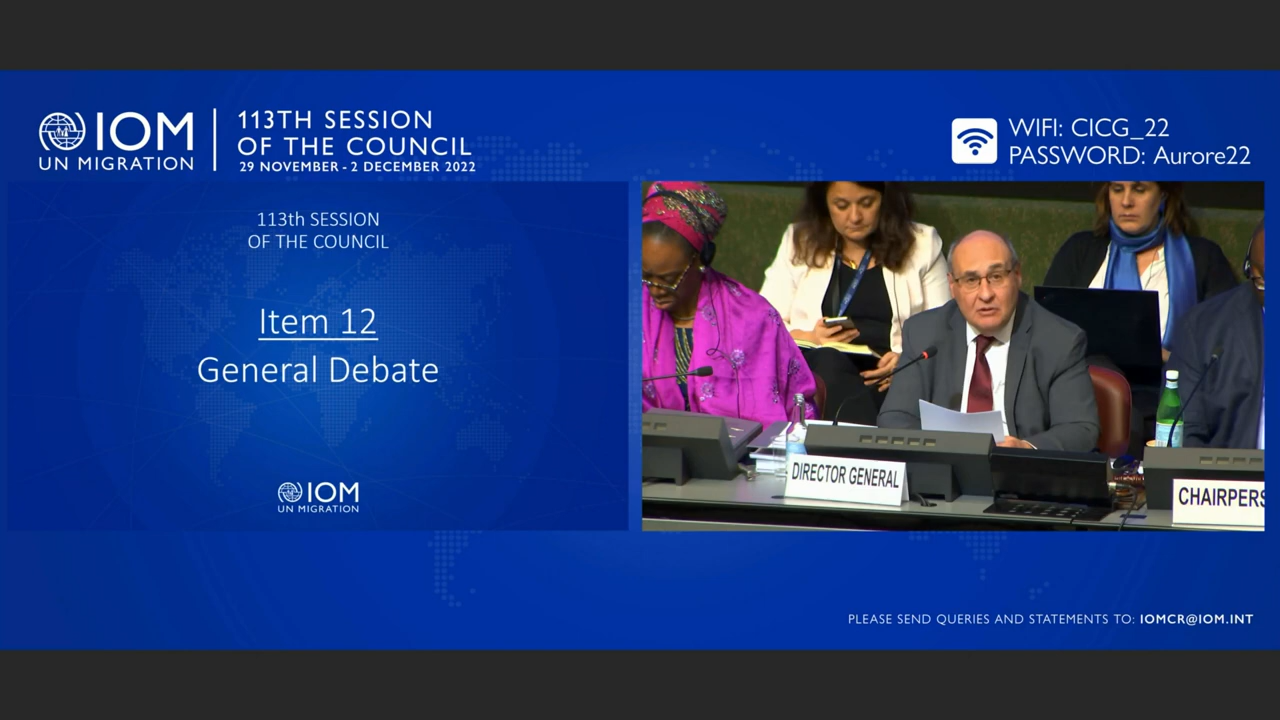 IOM
UN MIGRATION
113TH SESSION
OF THE COUNCIL
29 NOVEMBER - 2 DECEMBER 2022
WIFI: CICG_22
PASSWORD: Aurore22
113th SESSION
OF THE COUNCIL
Item 12
General Debate
IOM
UN MIGRATION
DIRECTOR GENERAL
CHAIRPERS
PLEASE SEND QUERIES AND STATEMENTS TO: IOMCR@IOM.INT